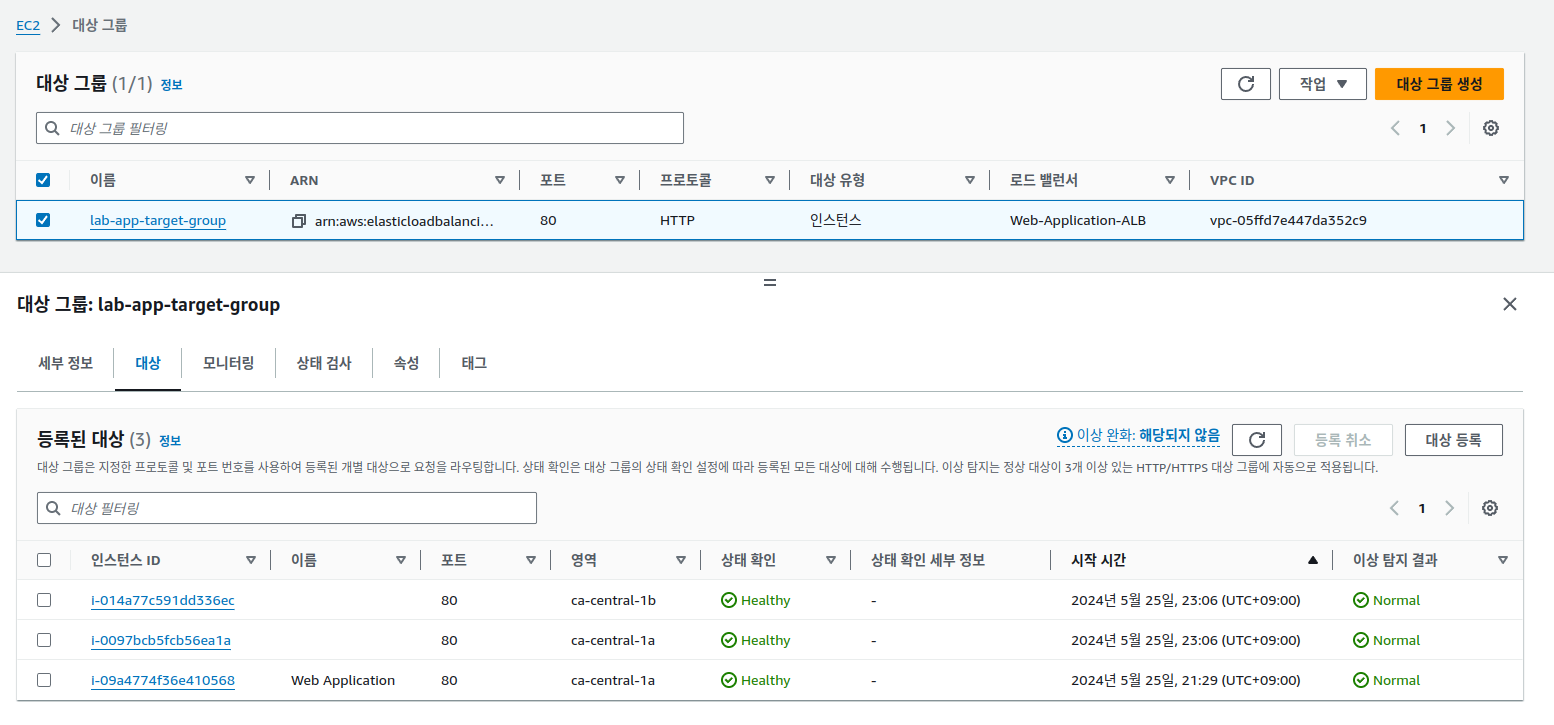 EC2 > 대상 그룹
대상 그룹 (1/1) 정보
작업
대상 그룹 생성
대상 그룹 필터링
1
이름 ARN 포트 프로토콜 대상 유형 로드 밸런서 VPC ID
lab-app-target-group arn:aws:elasticloadbalanci... 80 HTTP 인스턴스 Web-Application-ALB vpc-05ffd7e447da352c9
대상 그룹: lab-app-target-group
세부 정보 대상 모니터링 상태 검사 속성 태그
등록된 대상 (3) 정보
이상 완화: 해당되지 않음
등록 취소
대상 등록
대상 그룹은 지정한 프로토콜 및 포트 번호를 사용하여 등록된 개별 대상으로 요청을 라우팅합니다. 상태 확인은 대상 그룹의 상태 확인 설정에 따라 등록된 모든 대상에 대해 수행됩니다. 이상 탐지는 정상 대상이 3개 이상 있는 HTTP/HTTPS 대상 그룹에 자동으로 적용됩니다.
대상 필터링
1
인스턴스 ID 이름 포트 영역 상태 확인 상태 확인 세부 정보 시작 시간 이상 탐지 결과
i-014a77c591dd336ec 80 ca-central-1b Healthy - 2024년 5월 25일, 23:06 (UTC+09:00) Normal
i-0097bcb5fcb56ea1a 80 ca-central-1a Healthy - 2024년 5월 25일, 23:06 (UTC+09:00) Normal
i-09a4774f36e410568 Web Application 80 ca-central-1a Healthy - 2024년 5월 25일, 21:29 (UTC+09:00) Normal